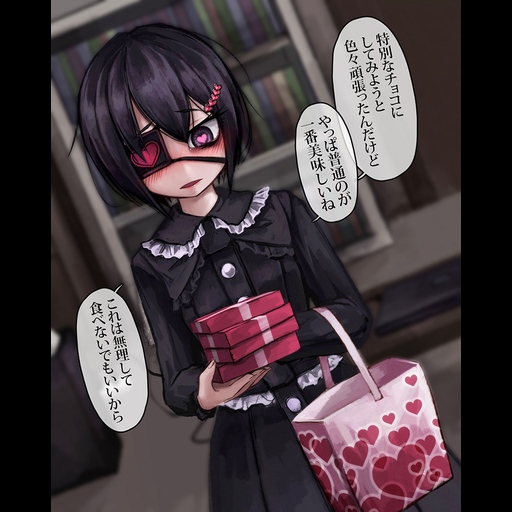 特別なチョコに
してみようと
色々頑張ったんだけど
やっぱ普通のが
一番美味しいね
これは無理して
食べないでもいいから